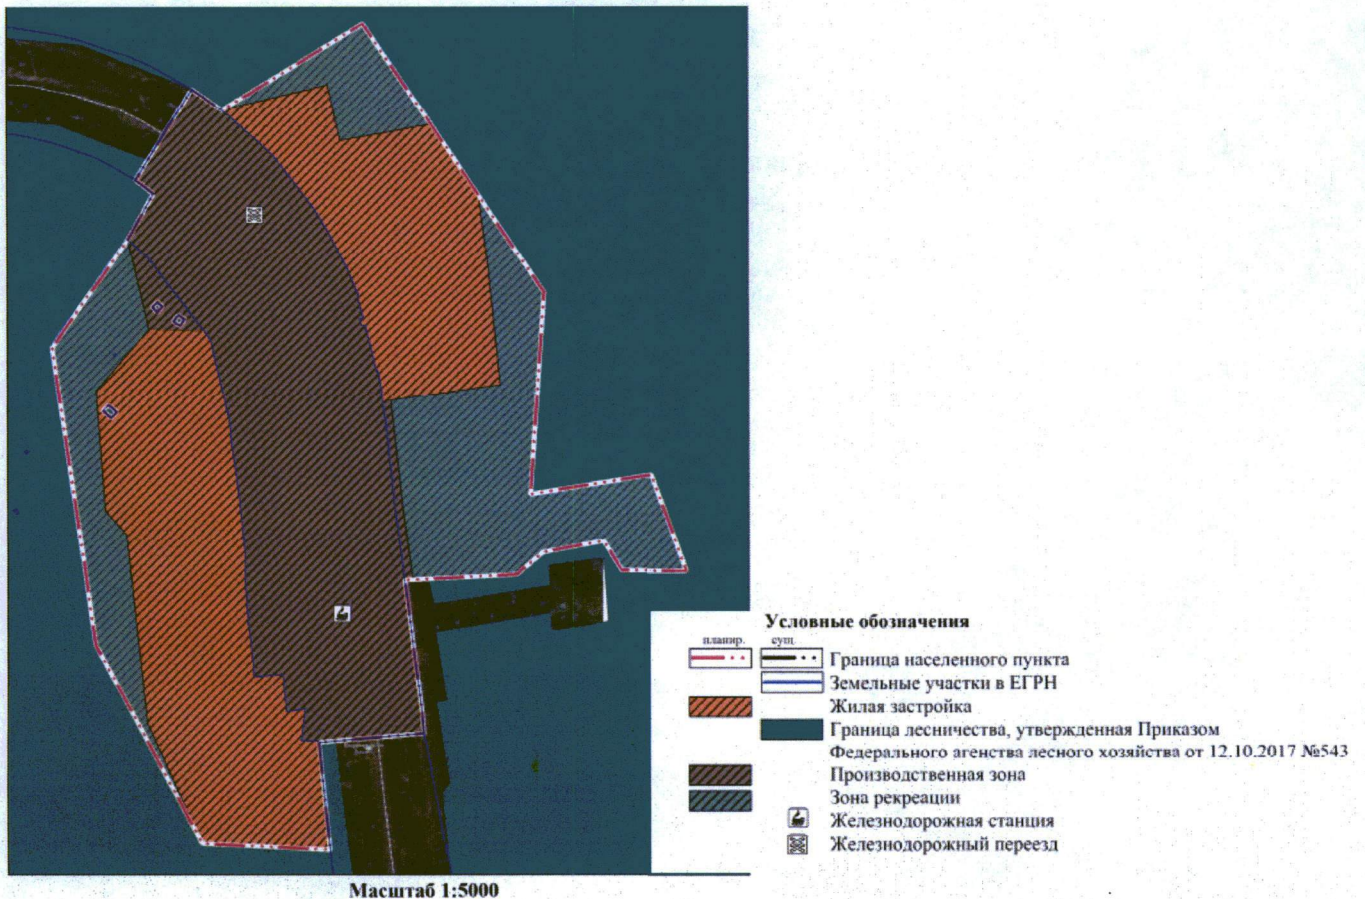 Условные обозначения
планир. сущ.
Граница населенного пункта
Земельные участки в ЕГРН
Жилая застройка
Граница лесничества, утвержденная Приказом
Федерального агенства лесного хозяйства от 12.10.2017 №543
Производственная зона
Зона рекреации
Железнодорожная станция
Железнодорожный переезд
Масштаб 1:5000